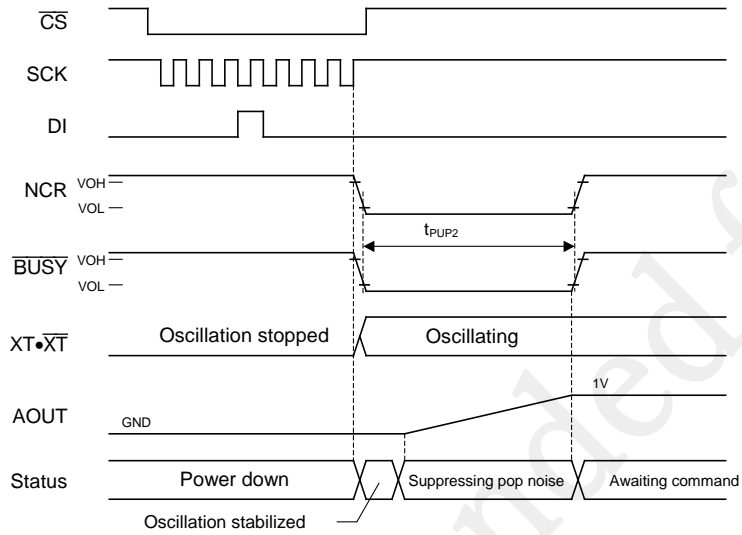 CS
SCK
DI
NCR VOH
VOL
tPUP2
BUSY VOH
VOL
XT•XT Oscillation stopped Oscillating
1V
AOUT GND
Status Power down Suppressing pop noise Awaiting command
Oscillation stabilized
nded f